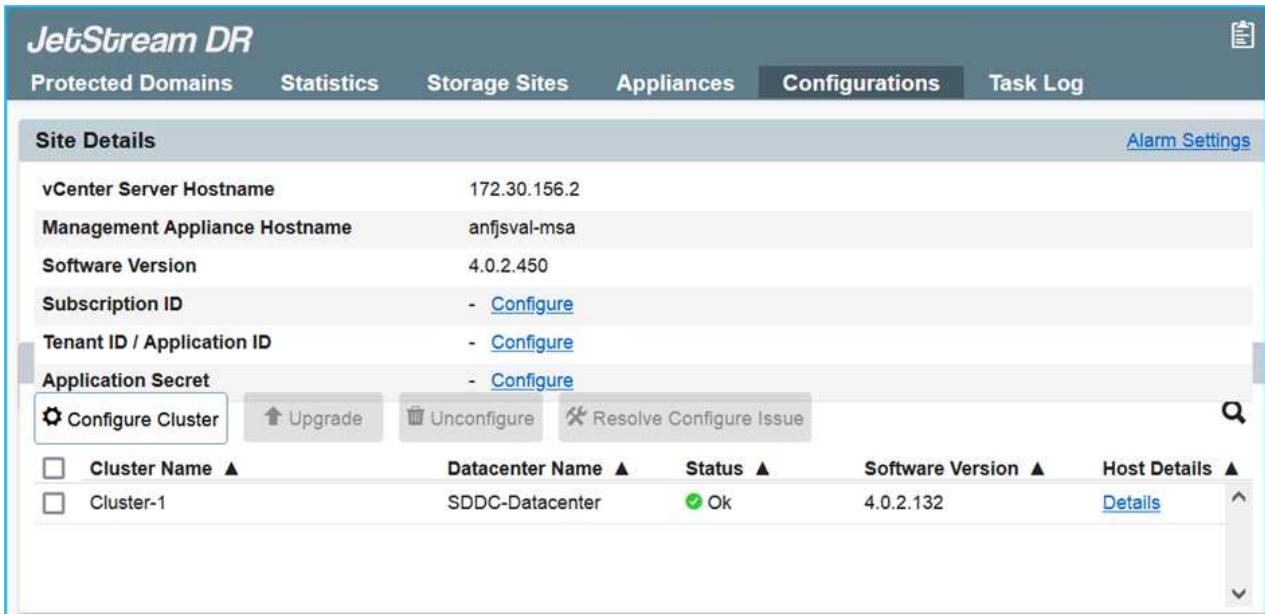 JetStream DR
Protected Domains Statistics Storage Sites Appliances Configurations Task Log
Site Details Alarm Settings
vCenter Server Hostname 172.30.156.2
Management Appliance Hostname anfjsval-msa
Software Version 4.0.2.450
Subscription ID - Configure
Tenant ID / Application ID - Configure
Application Secret - Configure
Configure Cluster Upgrade Unconfigure Resolve Configure Issue
Cluster Name ▲ Datacenter Name ▲ Status ▲ Software Version ▲ Host Details ▲
Cluster-1 SDDC-Datacenter Ok 4.0.2.132 Details